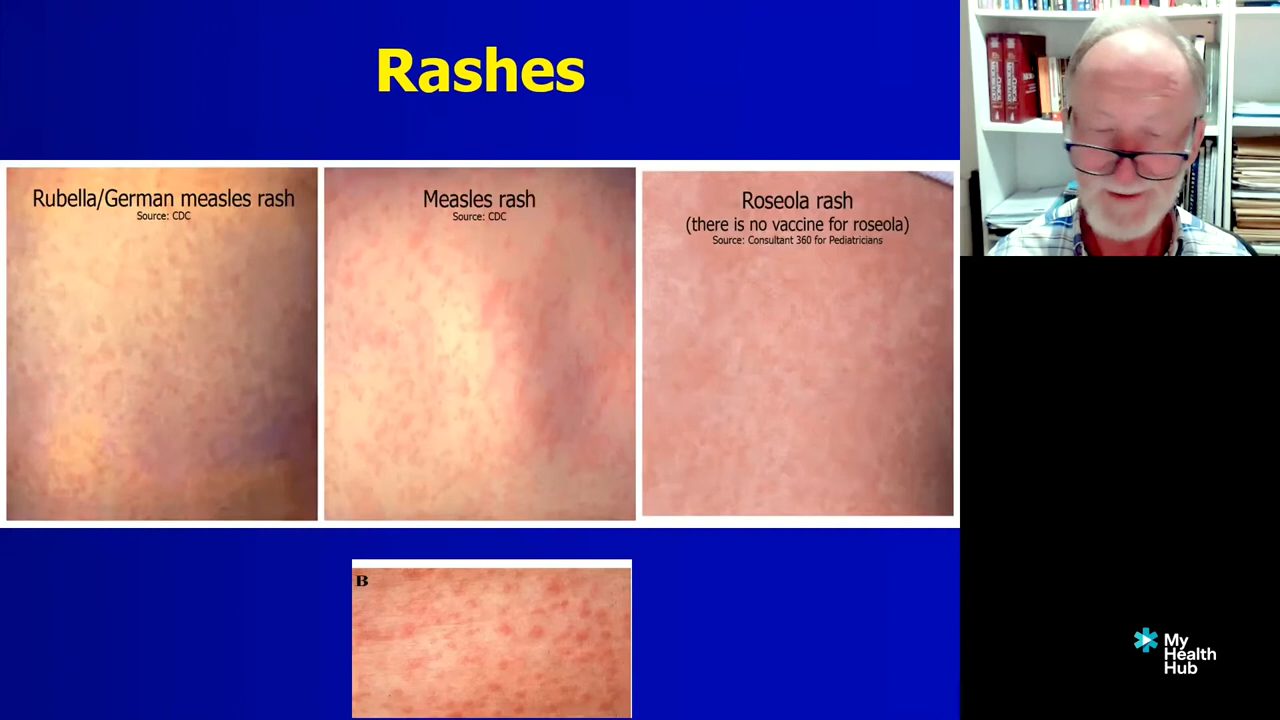 Rashes
Rubella/German measles rash
Source: CDC
Measles rash
Source: CDC
Roseola rash
(there is no vaccine for roseola)
Source: Consultant 360 for Pediatricians
B
My
Health
Hub